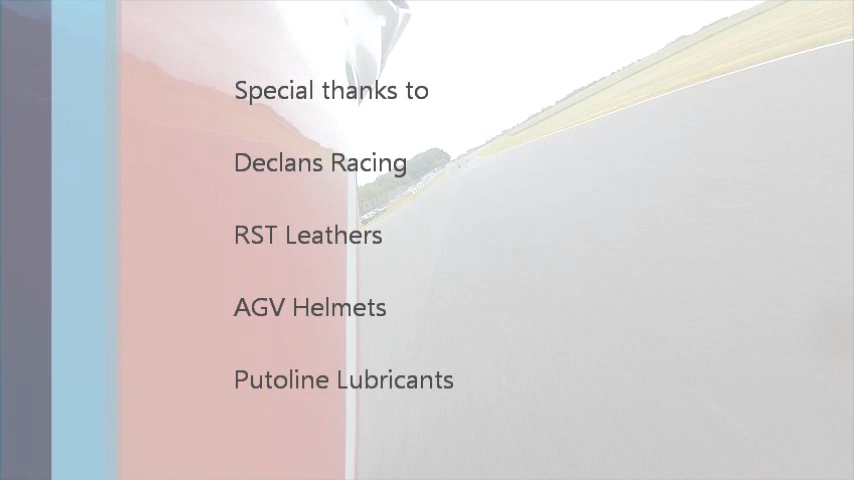 Special thanks to
Declans Racing
RST Leathers
AGV Helmets
Putoline Lubricants